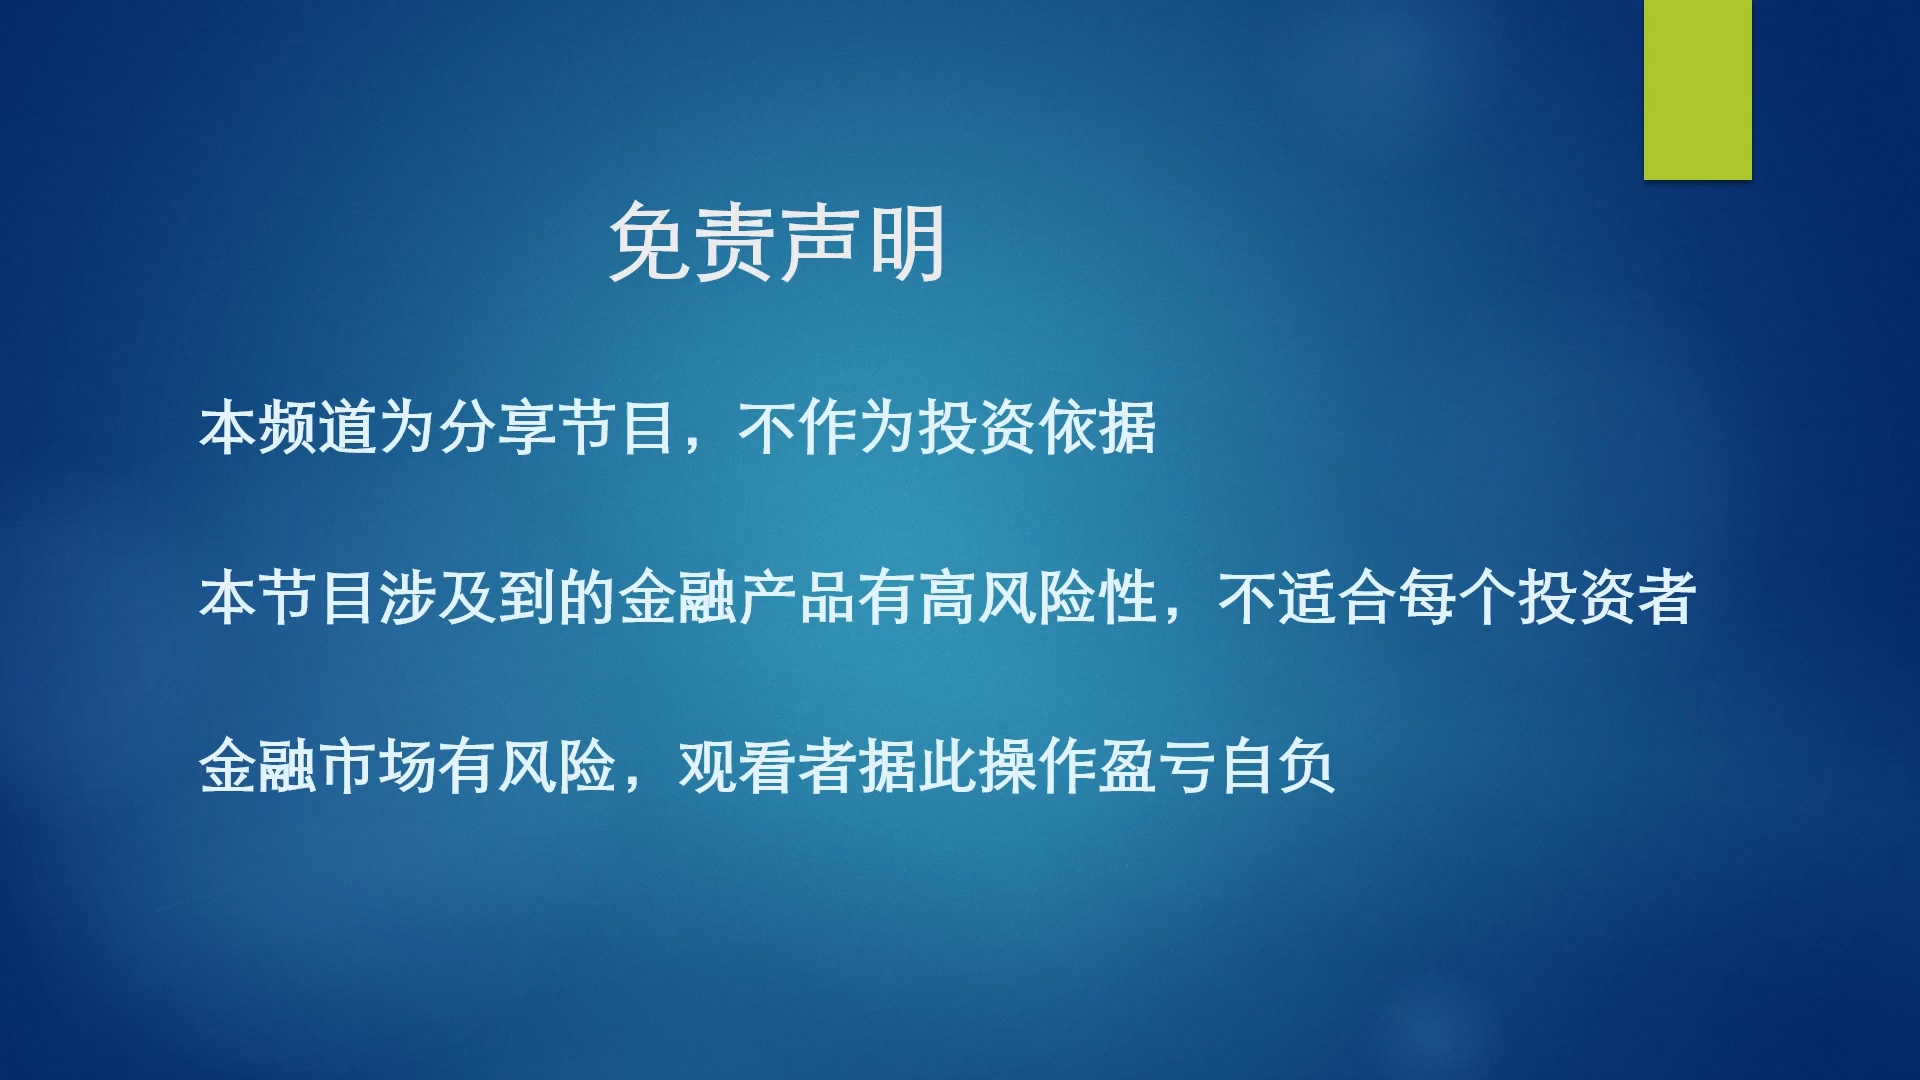 免责声明
本频道为分享节目，不作为投资依据
本节目涉及到的金融产品有高风险性，不适合每个投资者
金融市场有风险，观看者据此操作盈亏自负